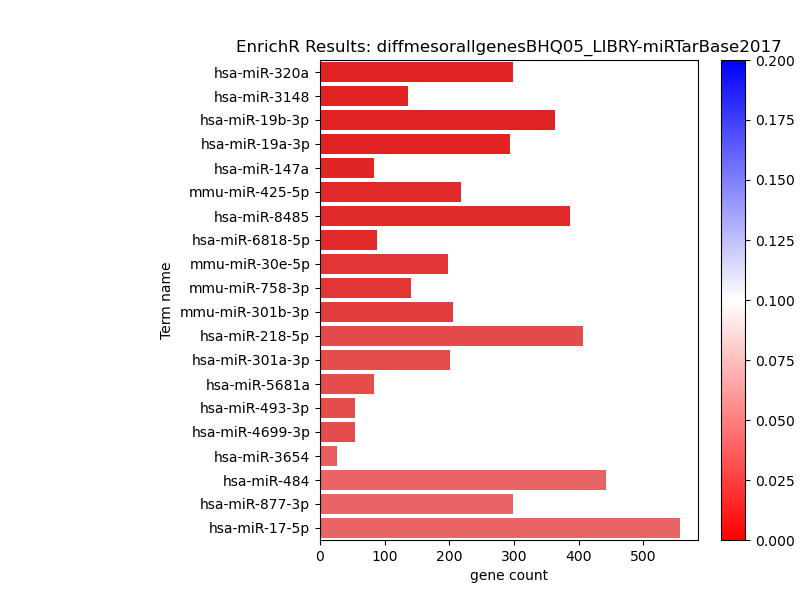 EnrichR Results: diffmesorallgenesBHQ05_LIBRY-miRTarBase2017
hsa-miR-320a
hsa-miR-3148
hsa-miR-19b-3p
hsa-miR-19a-3p
hsa-miR-147a
mmu-miR-425-5p
hsa-miR-8485
hsa-miR-6818-5p
mmu-miR-30e-5p
mmu-miR-758-3p
mmu-miR-301b-3p
hsa-miR-218-5p
hsa-miR-301a-3p
hsa-miR-5681a
hsa-miR-493-3p
hsa-miR-4699-3p
hsa-miR-3654
hsa-miR-484
hsa-miR-877-3p
hsa-miR-17-5p
Term name
0 100 200 300 400 500
gene count
0.200
0.175
0.150
0.125
0.100
0.075
0.050
0.025
0.000